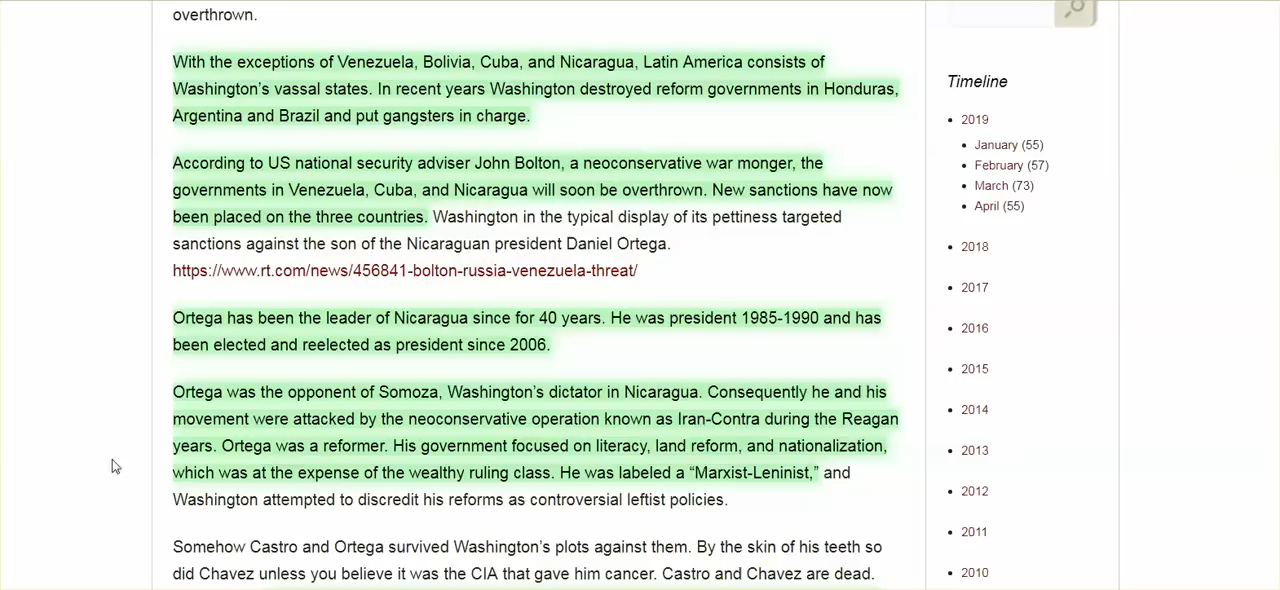 overthrown.
With the exceptions of Venezuela, Bolivia, Cuba, and Nicaragua, Latin America consists of
Washington’s vassal states. In recent years Washington destroyed reform governments in Honduras,
Argentina and Brazil and put gangsters in charge.
According to US national security adviser John Bolton, a neoconservative war monger, the
governments in Venezuela, Cuba, and Nicaragua will soon be overthrown. New sanctions have now
been placed on the three countries. Washington in the typical display of its pettiness targeted
sanctions against the son of the Nicaraguan president Daniel Ortega.
https://www.rt.com/news/456841-bolton-russia-venezuela-threat/
Ortega has been the leader of Nicaragua since for 40 years. He was president 1985-1990 and has
been elected and reelected as president since 2006.
Ortega was the opponent of Somoza, Washington’s dictator in Nicaragua. Consequently he and his
movement were attacked by the neoconservative operation known as Iran-Contra during the Reagan
years. Ortega was a reformer. His government focused on literacy, land reform, and nationalization,
which was at the expense of the wealthy ruling class. He was labeled a “Marxist-Leninist,” and
Washington attempted to discredit his reforms as controversial leftist policies.
Somehow Castro and Ortega survived Washington’s plots against them. By the skin of his teeth so
did Chavez unless you believe it was the CIA that gave him cancer. Castro and Chavez are dead.
Timeline
2019
January (55)
February (57)
March (73)
April (55)
2018
2017
2016
2015
2014
2013
2012
2011
2010